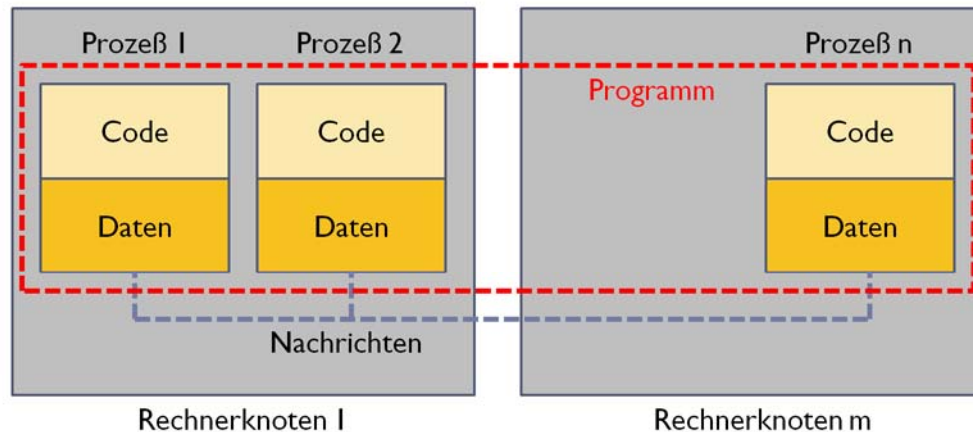 Prozeß 1
Prozeß 2
Prozeß n
Programm
Code
Code
Code
Daten
Daten
Daten
Nachrichten
Rechnerknoten 1
Rechnerknoten m